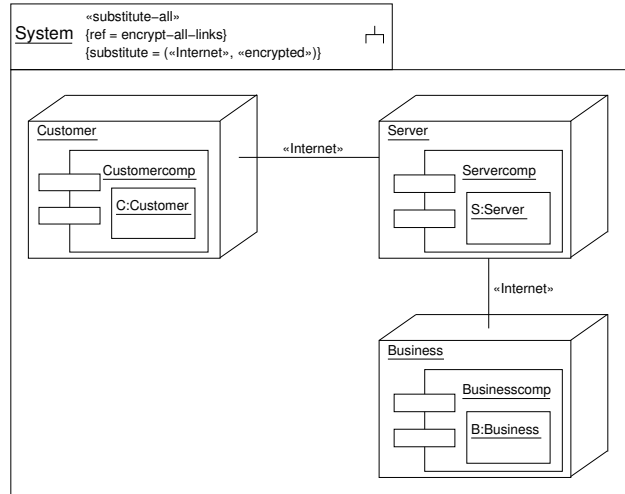 «substitute–all»
System {ref = encrypt–all–links}
{substitute = («Internet», «encrypted»)}
Customer
Customercomp
C:Customer
«Internet»
Server
Servercomp
S:Server
«Internet»
Business
Businesscomp
B:Business